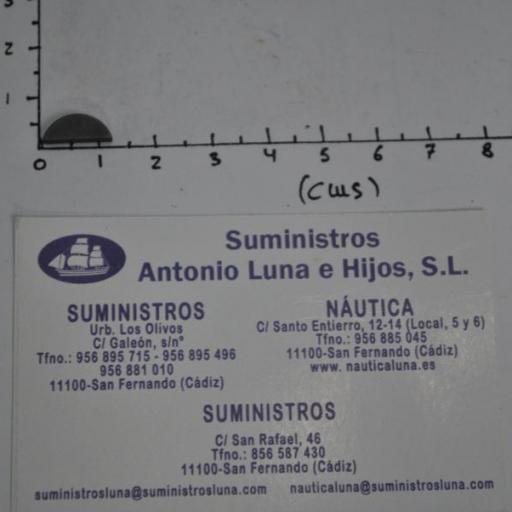 3
2
1
0 1 2 3 4 5 6 7 8
(cms)
Suministros
Antonio Luna e Hijos, S.L.
SUMINISTROS
Urb. Los Olivos
C/ Galeón, s/nº
Tfno.: 956 895 715 - 956 895 496
956 881 010
11100-San Fernando (Cádiz)
NÁUTICA
C/ Santo Entierro, 12-14 (Local, 5 y 6)
Tfno.: 956 885 045
11100-San Fernando (Cádiz)
www. nauticaluna.es
SUMINISTROS
C/ San Rafael, 46
Tfno.: 856 587 430
11100-San Fernando (Cádiz)
suministrosluna@suministrosluna.com nauticaluna@suministrosluna.com